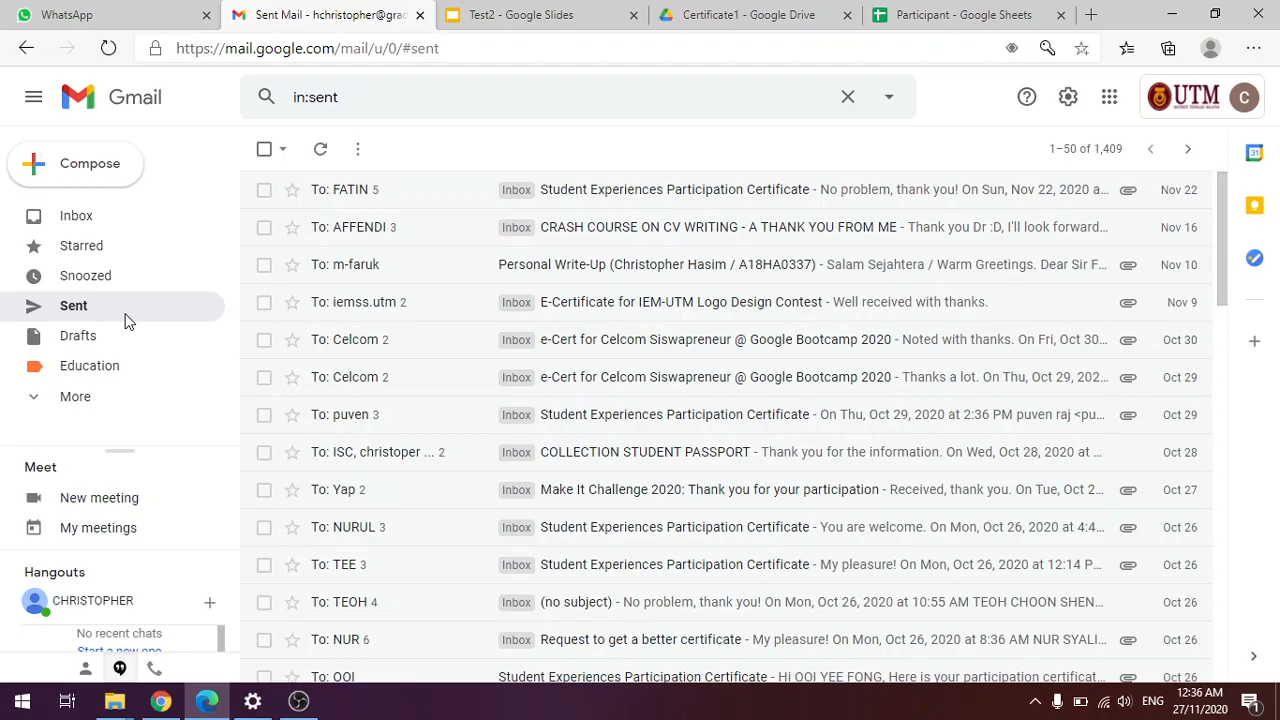 WhatsApp
Sent Mail - hchristpher@gra
Test2 - Google Slides
Certificate1 - Google Drive
Participant - Google Sheets
https://mail.google.com/mail/u/0/#sent
Gmail
in:sent
UTM
C
Compose
1–50 of 1,409
Inbox
Starred
Snoozed
Sent
Drafts
Education
More
Meet
New meeting
My meetings
Hangouts
CHRISTOPHER
No recent chats
Start a new one
To: FATIN 5 Inbox Student Experiences Participation Certificate - No problem, thank you! On Sun, Nov 22, 2020 a... Nov 22
To: AFFENDI 3 Inbox CRASH COURSE ON CV WRITING - A THANK YOU FROM ME - Thank you Dr :D, I'll look forward... Nov 16
To: m-faruk Personal Write-Up (Christopher Hasim / A18HA0337) - Salam Sejahtera / Warm Greetings. Dear Sir F... Nov 10
To: iemss.utm 2 Inbox E-Certificate for IEM-UTM Logo Design Contest - Well received with thanks. Nov 9
To: Celcom 2 Inbox e-Cert for Celcom Siswapreneur @ Google Bootcamp 2020 - Noted with thanks. On Fri, Oct 30... Oct 30
To: Celcom 2 Inbox e-Cert for Celcom Siswapreneur @ Google Bootcamp 2020 - Thanks a lot. On Thu, Oct 29, 202... Oct 29
To: puven 3 Inbox Student Experiences Participation Certificate - On Thu, Oct 29, 2020 at 2:36 PM puven raj <pu... Oct 29
To: ISC, christoper ... 2 Inbox COLLECTION STUDENT PASSPORT - Thank you for the information. On Wed, Oct 28, 2020 at ... Oct 28
To: Yap 2 Inbox Make It Challenge 2020: Thank you for your participation - Received, thank you. On Tue, Oct 2... Oct 27
To: NURUL 3 Inbox Student Experiences Participation Certificate - You are welcome. On Mon, Oct 26, 2020 at 4:4... Oct 26
To: TEE 3 Inbox Student Experiences Participation Certificate - My pleasure! On Mon, Oct 26, 2020 at 12:14 P... Oct 26
To: TEOH 4 Inbox (no subject) - No problem, thank you! On Mon, Oct 26, 2020 at 10:55 AM TEOH CHOON SHEN... Oct 26
To: NUR 6 Inbox Request to get a better certificate - My pleasure! On Mon, Oct 26, 2020 at 8:36 AM NUR SYALI... Oct 26
To: OOI Student Experiences Participation Certificate - Hi OOI YEE FONG, Here is your participation certificat... Oct 26
ENG
12:36 AM
27/11/2020
1